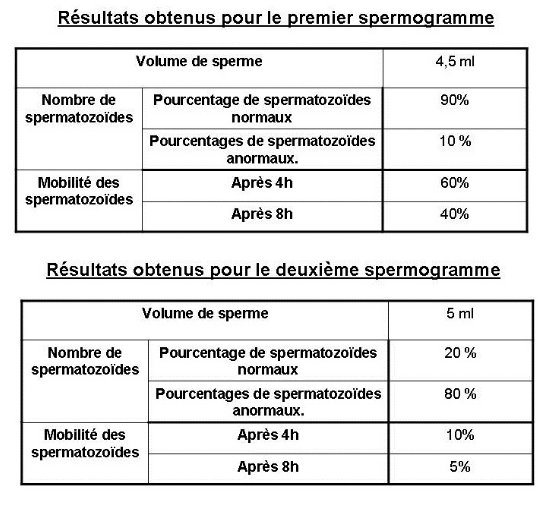 Résultats obtenus pour le premier spermogramme
Volume de sperme 4,5 ml
Nombre de spermatozoïdes
Pourcentage de spermatozoïdes normaux 90%
Pourcentages de spermatozoïdes anormaux. 10 %
Mobilité des spermatozoïdes
Après 4h 60%
Après 8h 40%
Résultats obtenus pour le deuxième spermogramme
Volume de sperme 5 ml
Nombre de spermatozoïdes
Pourcentage de spermatozoïdes normaux 20 %
Pourcentages de spermatozoïdes anormaux. 80 %
Mobilité des spermatozoïdes
Après 4h 10%
Après 8h 5%